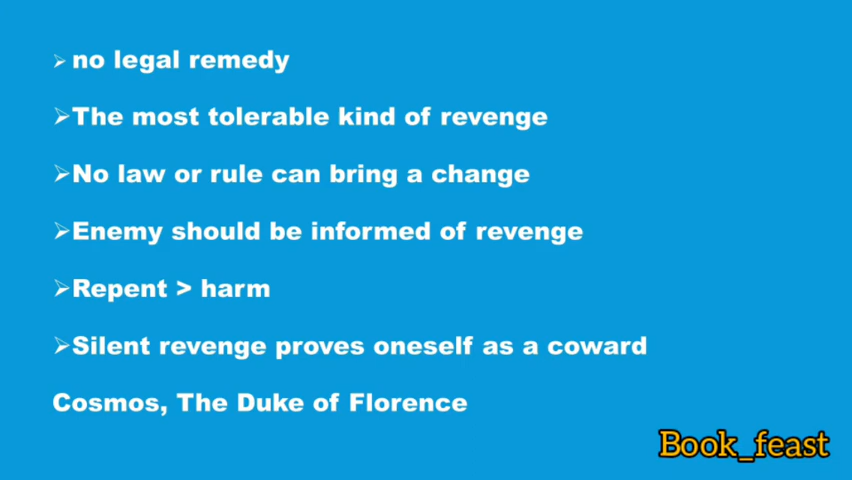 ➢ no legal remedy
➢The most tolerable kind of revenge
➢No law or rule can bring a change
➢Enemy should be informed of revenge
➢Repent > harm
➢Silent revenge proves oneself as a coward
Cosmos, The Duke of Florence
Book_feast